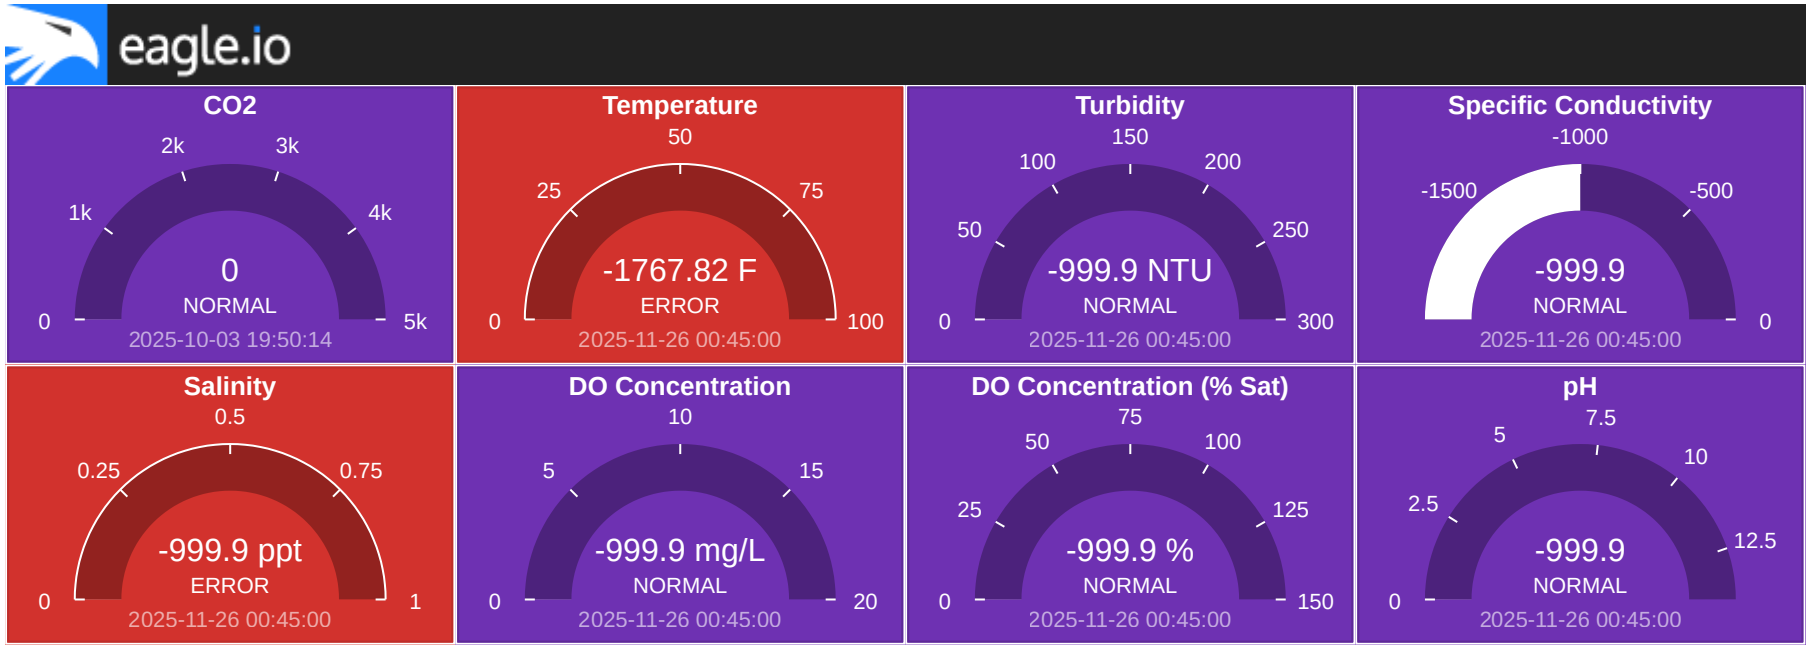 eagle.io
CO2
2k
3k
1k
4k
0
NORMAL
0
5k
2025-10-03 19:50:14
Temperature
50
25
75
-1767.82 F
ERROR
0
100
2025-11-26 00:45:00
Turbidity
150
100
200
50
250
-999.9 NTU
NORMAL
0
300
2025-11-26 00:45:00
Specific Conductivity
-1000
-1500
-500
-999.9
NORMAL
0
2025-11-26 00:45:00
Salinity
0.5
0.25
0.75
-999.9 ppt
ERROR
0
1
2025-11-26 00:45:00
DO Concentration
10
5
15
-999.9 mg/L
NORMAL
0
20
2025-11-26 00:45:00
DO Concentration (% Sat)
75
50
100
25
125
-999.9 %
NORMAL
0
150
2025-11-26 00:45:00
pH
7.5
5
10
2.5
12.5
-999.9
NORMAL
0
2025-11-26 00:45:00